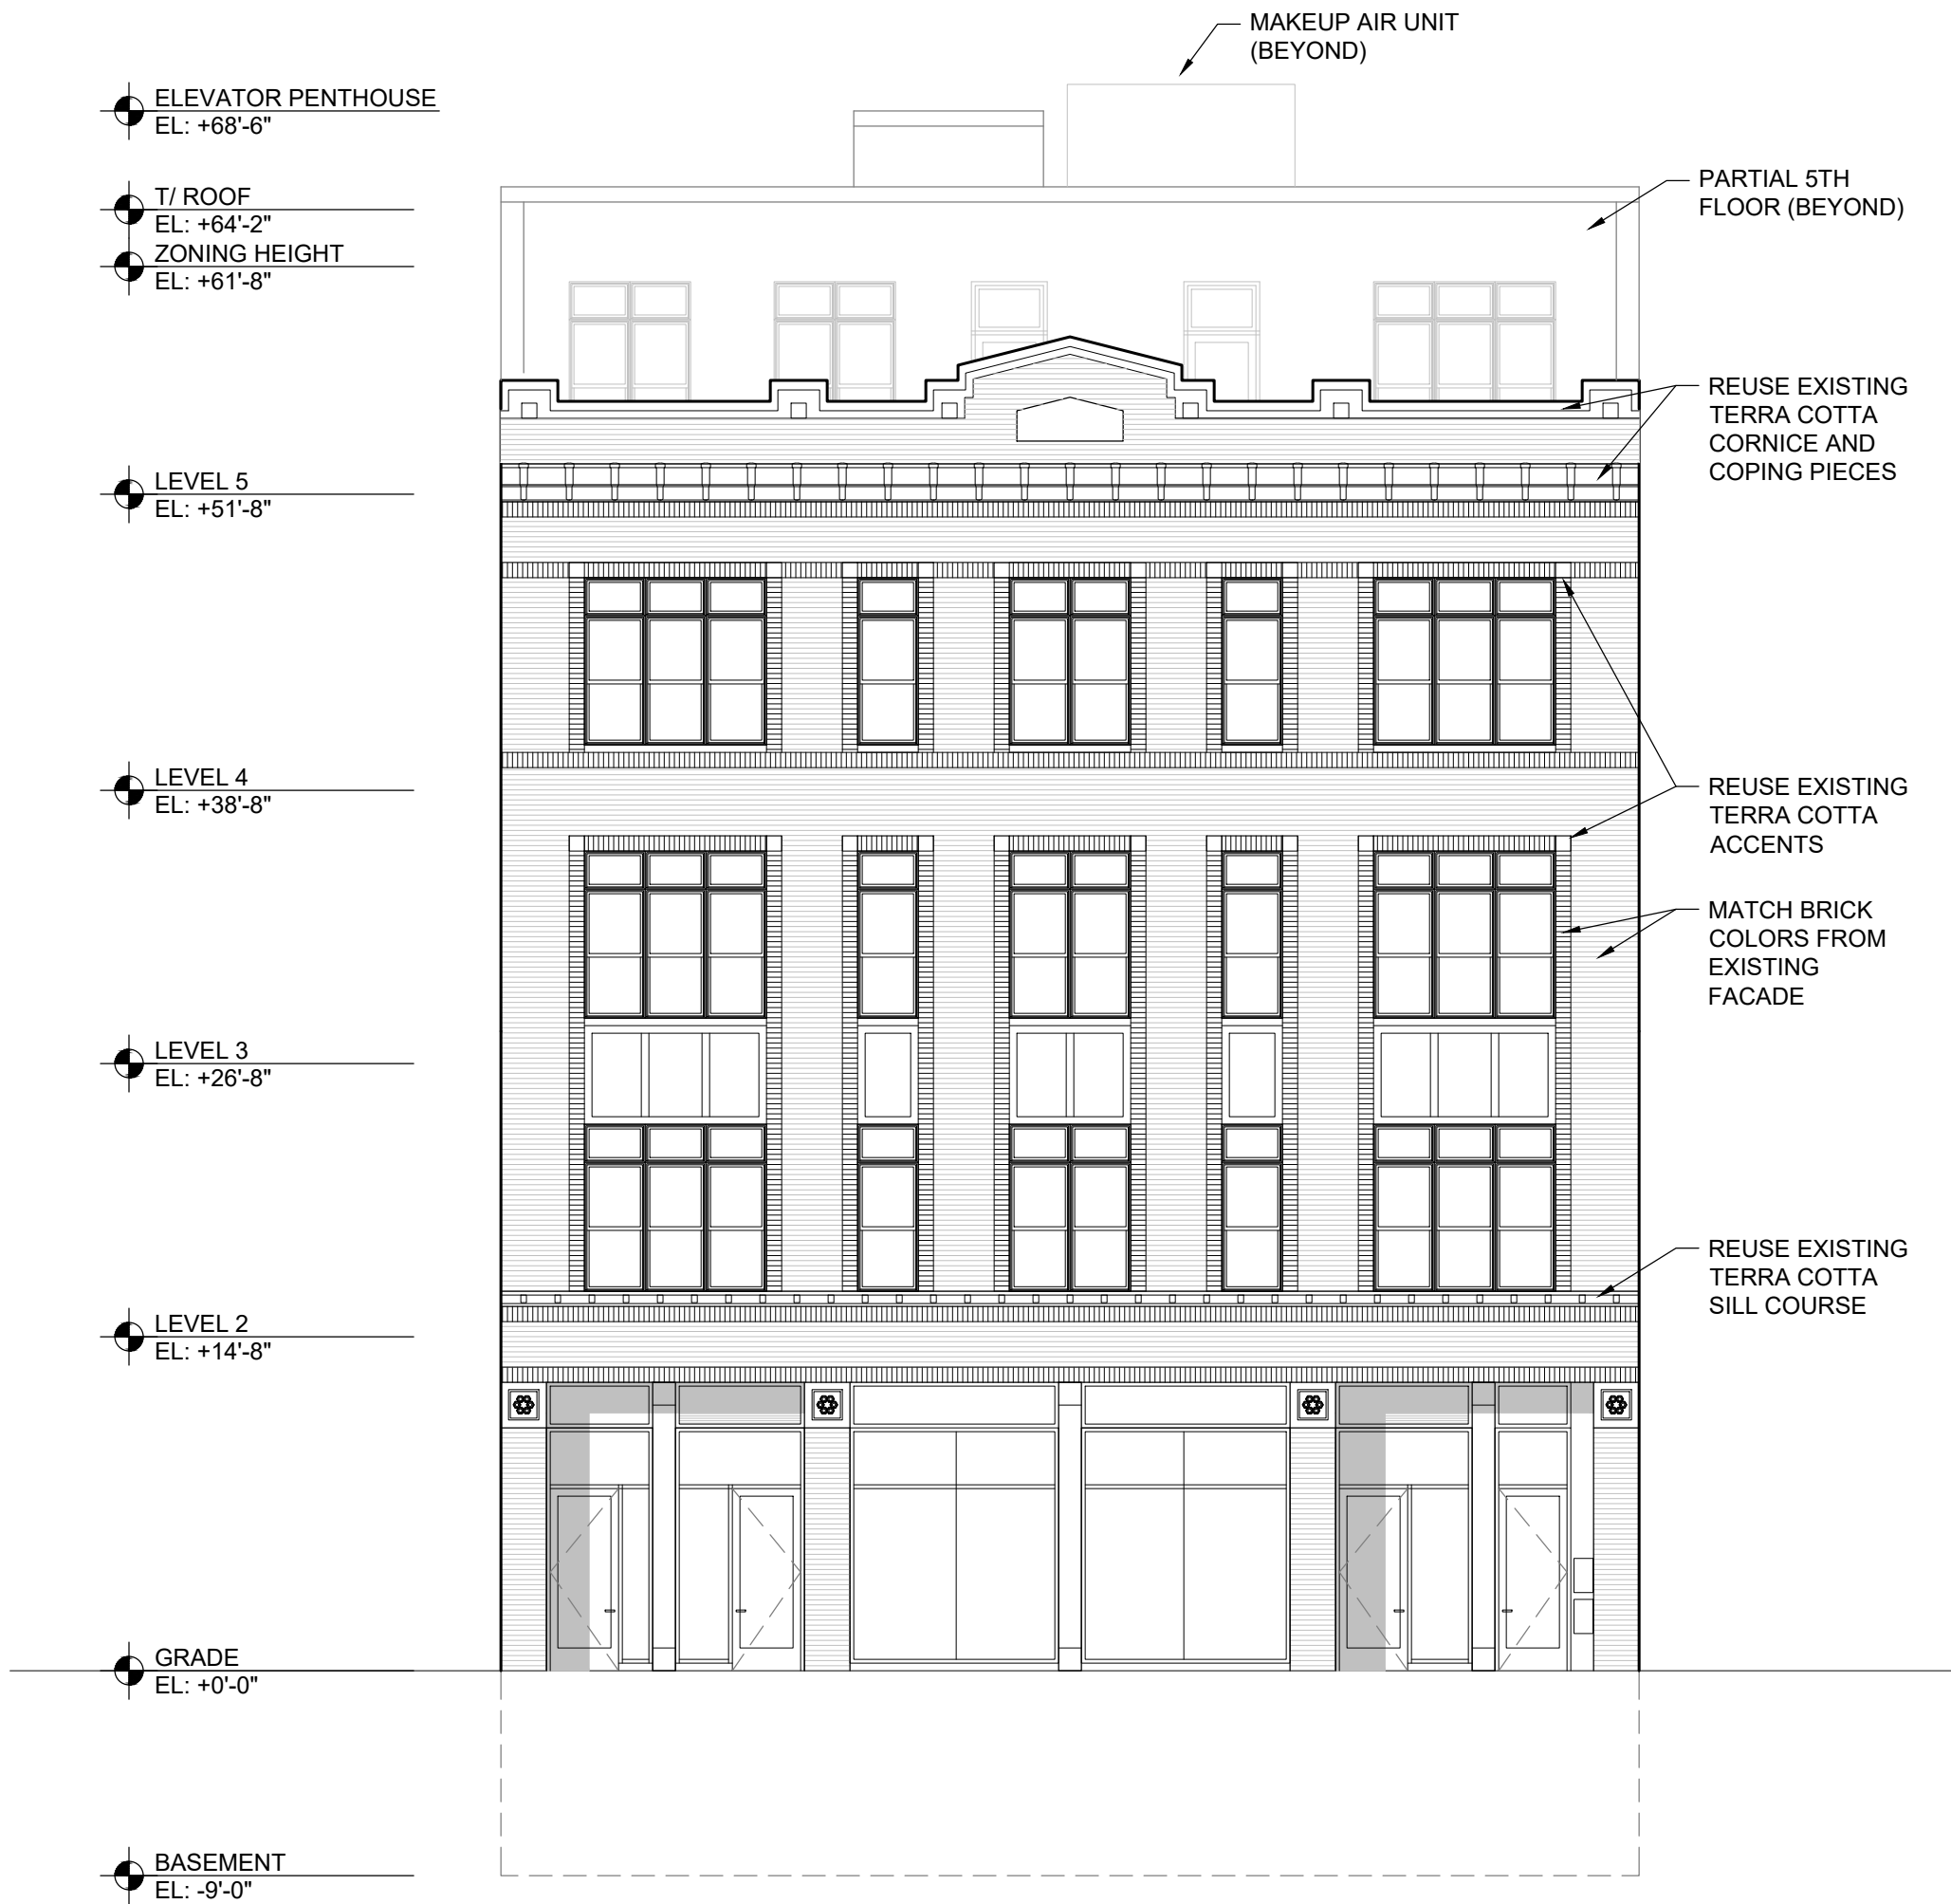 MAKEUP AIR UNIT
(BEYOND)
ELEVATOR PENTHOUSE
EL: +68'-6"
T/ ROOF
EL: +64'-2"
ZONING HEIGHT
EL: +61'-8"
PARTIAL 5TH
FLOOR (BEYOND)
REUSE EXISTING
TERRA COTTA
CORNICE AND
COPING PIECES
LEVEL 5
EL: +51'-8"
LEVEL 4
EL: +38'-8"
REUSE EXISTING
TERRA COTTA
ACCENTS
MATCH BRICK
COLORS FROM
EXISTING
FACADE
LEVEL 3
EL: +26'-8"
REUSE EXISTING
TERRA COTTA
SILL COURSE
LEVEL 2
EL: +14'-8"
GRADE
EL: +0'-0"
BASEMENT
EL: -9'-0"